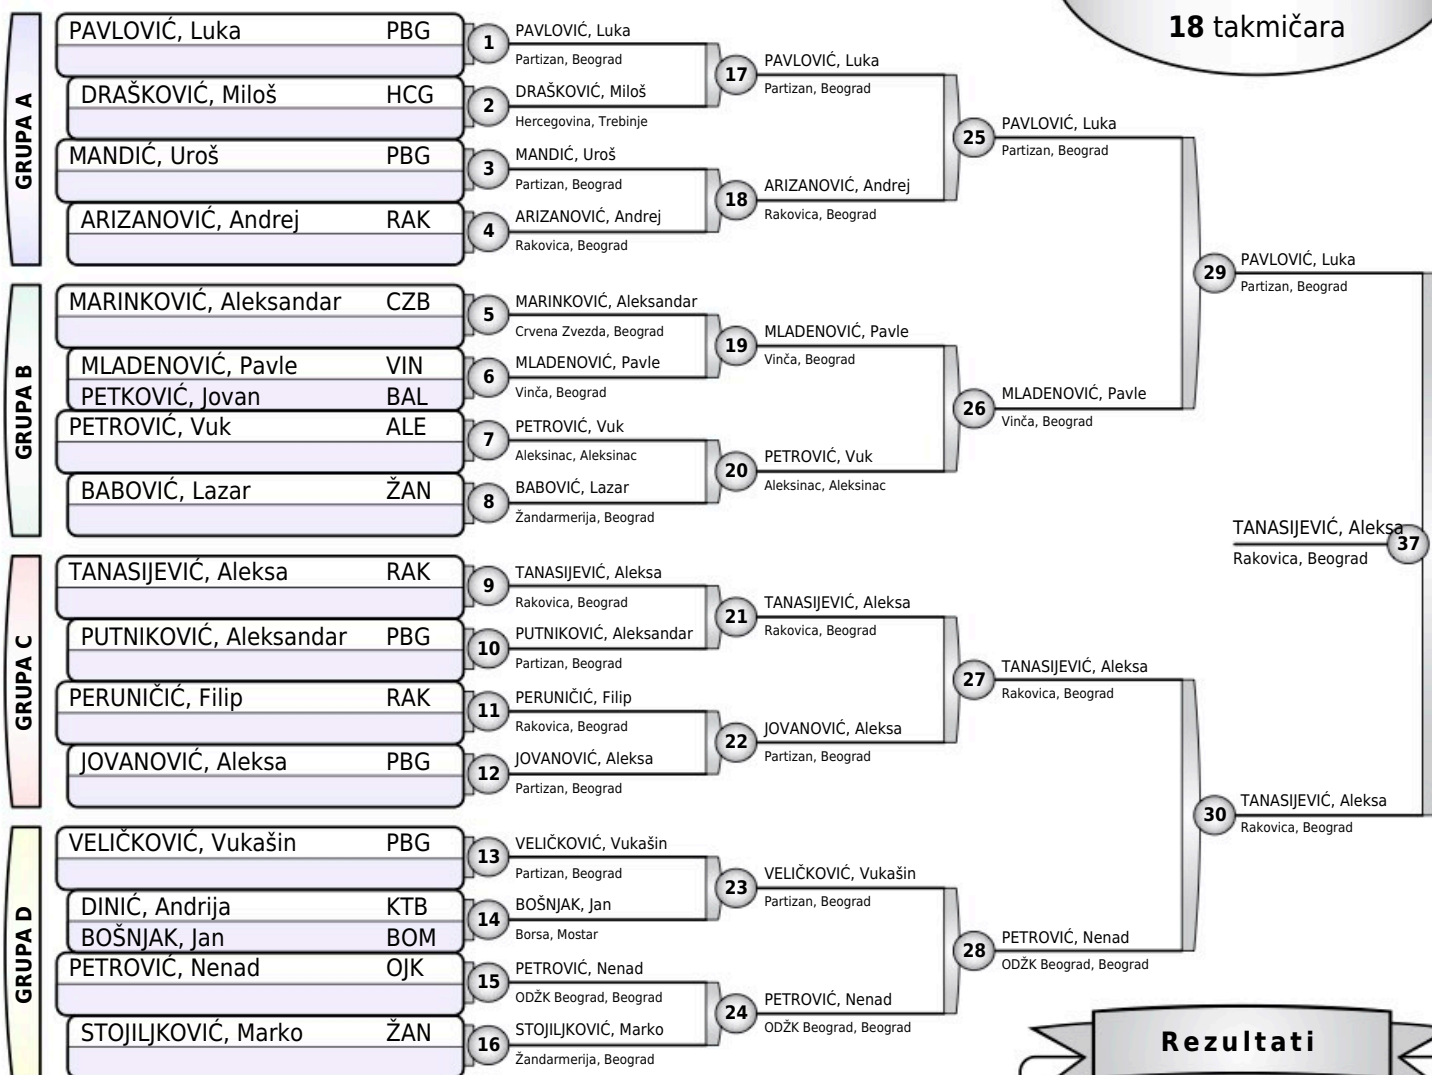 18 takmičara
GRUPA A
PAVLOVIĆ, Luka PBG
DRAŠKOVIĆ, Miloš HCG
MANDIĆ, Uroš PBG
ARIZANOVIĆ, Andrej RAK
GRUPA B
MARINKOVIĆ, Aleksandar CZB
MLADENOVIĆ, Pavle VIN
PETKOVIĆ, Jovan BAL
PETROVIĆ, Vuk ALE
BABOVIĆ, Lazar ŽAN
GRUPA C
TANASIJEVIĆ, Aleksa RAK
PUTNIKOVIĆ, Aleksandar PBG
PERUNIČIĆ, Filip RAK
JOVANOVIĆ, Aleksa PBG
GRUPA D
VELIČKOVIĆ, Vukašin PBG
DINIĆ, Andrija KTB
BOŠNJAK, Jan BOM
PETROVIĆ, Nenad OJK
STOJILJKOVIĆ, Marko ŽAN
1 PAVLOVIĆ, Luka
Partizan, Beograd
2 DRAŠKOVIĆ, Miloš
Hercegovina, Trebinje
3 MANDIĆ, Uroš
Partizan, Beograd
4 ARIZANOVIĆ, Andrej
Rakovica, Beograd
5 MARINKOVIĆ, Aleksandar
Crvena Zvezda, Beograd
6 MLADENOVIĆ, Pavle
Vinča, Beograd
7 PETROVIĆ, Vuk
Aleksinac, Aleksinac
8 BABOVIĆ, Lazar
Žandarmerija, Beograd
9 TANASIJEVIĆ, Aleksa
Rakovica, Beograd
10 PUTNIKOVIĆ, Aleksandar
Partizan, Beograd
11 PERUNIČIĆ, Filip
Rakovica, Beograd
12 JOVANOVIĆ, Aleksa
Partizan, Beograd
13 VELIČKOVIĆ, Vukašin
Partizan, Beograd
14 BOŠNJAK, Jan
Borsa, Mostar
15 PETROVIĆ, Nenad
ODŽK Beograd, Beograd
16 STOJILJKOVIĆ, Marko
Žandarmerija, Beograd
17 PAVLOVIĆ, Luka
Partizan, Beograd
18 ARIZANOVIĆ, Andrej
Rakovica, Beograd
19 MLADENOVIĆ, Pavle
Vinča, Beograd
20 PETROVIĆ, Vuk
Aleksinac, Aleksinac
21 TANASIJEVIĆ, Aleksa
Rakovica, Beograd
22 JOVANOVIĆ, Aleksa
Partizan, Beograd
23 VELIČKOVIĆ, Vukašin
Partizan, Beograd
24 PETROVIĆ, Nenad
ODŽK Beograd, Beograd
25 PAVLOVIĆ, Luka
Partizan, Beograd
26 MLADENOVIĆ, Pavle
Vinča, Beograd
27 TANASIJEVIĆ, Aleksa
Rakovica, Beograd
28 PETROVIĆ, Nenad
ODŽK Beograd, Beograd
29 PAVLOVIĆ, Luka
Partizan, Beograd
30 TANASIJEVIĆ, Aleksa
Rakovica, Beograd
TANASIJEVIĆ, Aleksa 37
Rakovica, Beograd
Rezultati